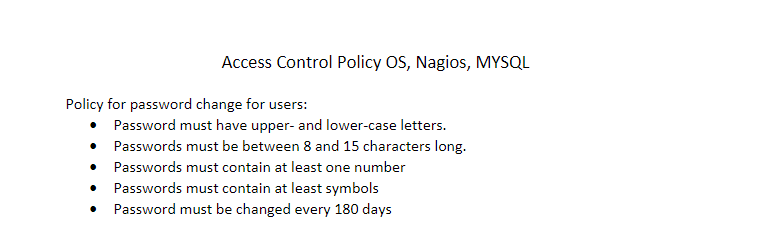 Access Control Policy OS, Nagios, MYSQL
Policy for password change for users:
• Password must have upper- and lower-case letters.
• Passwords must be between 8 and 15 characters long.
• Passwords must contain at least one number
• Passwords must contain at least symbols
• Password must be changed every 180 days